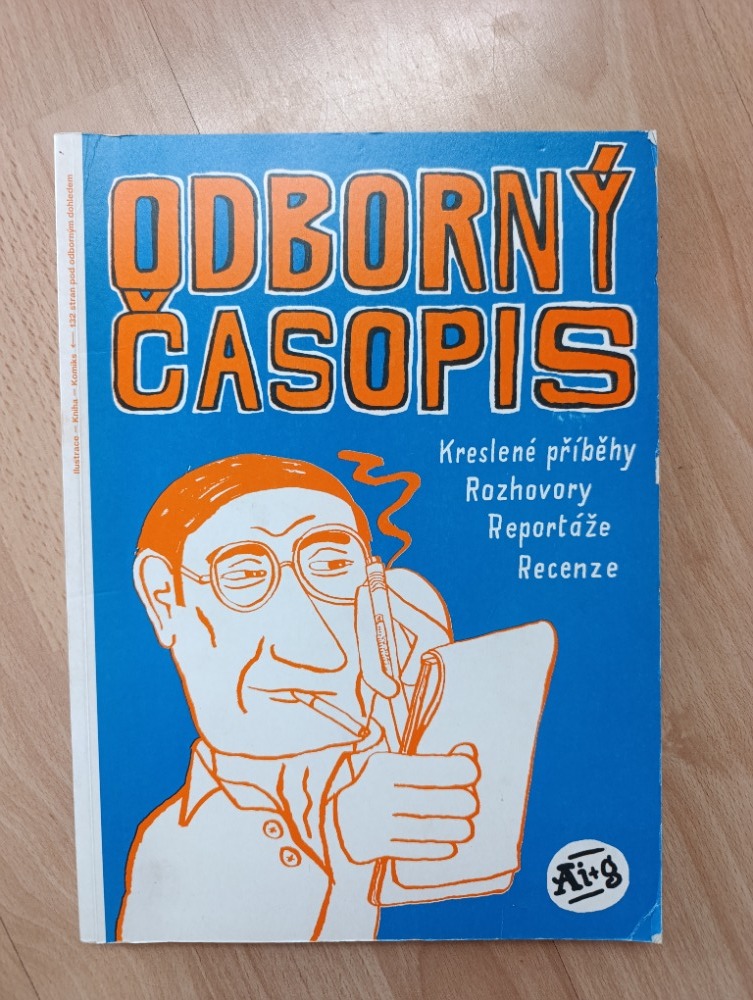 ODBORNÝ
ČASOPIS
Kreslené příběhy
Rozhovory
Reportáže
Recenze
Ilustrace — Kniha — Komiks ← 132 stran pod odborným dohledem
Ai+g